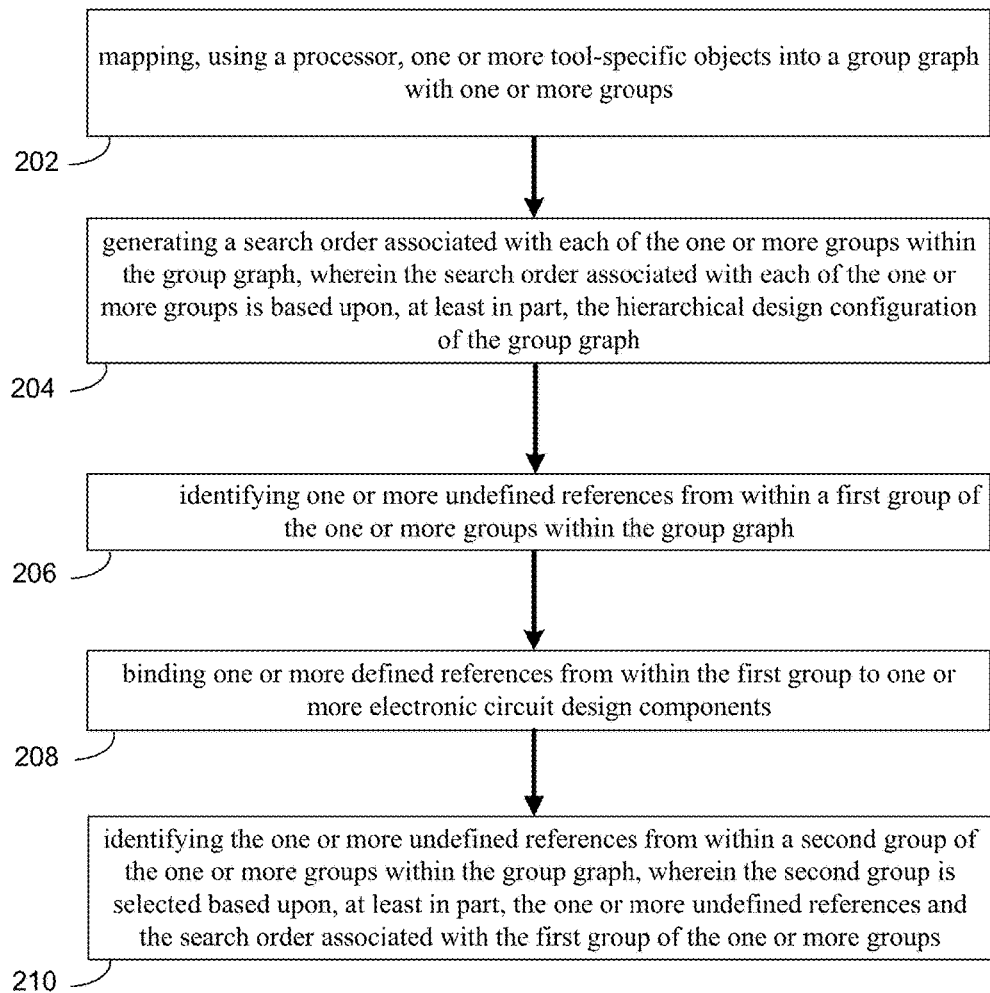 mapping, using a processor, one or more tool-specific objects into a group graph
with one or more groups
202
generating a search order associated with each of the one or more groups within
the group graph, wherein the search order associated with each of the one or
more groups is based upon, at least in part, the hierarchical design configuration
of the group graph
204
identifying one or more undefined references from within a first group of
the one or more groups within the group graph
206
binding one or more defined references from within the first group to one or
more electronic circuit design components
208
identifying the one or more undefined references from within a second group of
the one or more groups within the group graph, wherein the second group is
selected based upon, at least in part, the one or more undefined references and
the search order associated with the first group of the one or more groups
210